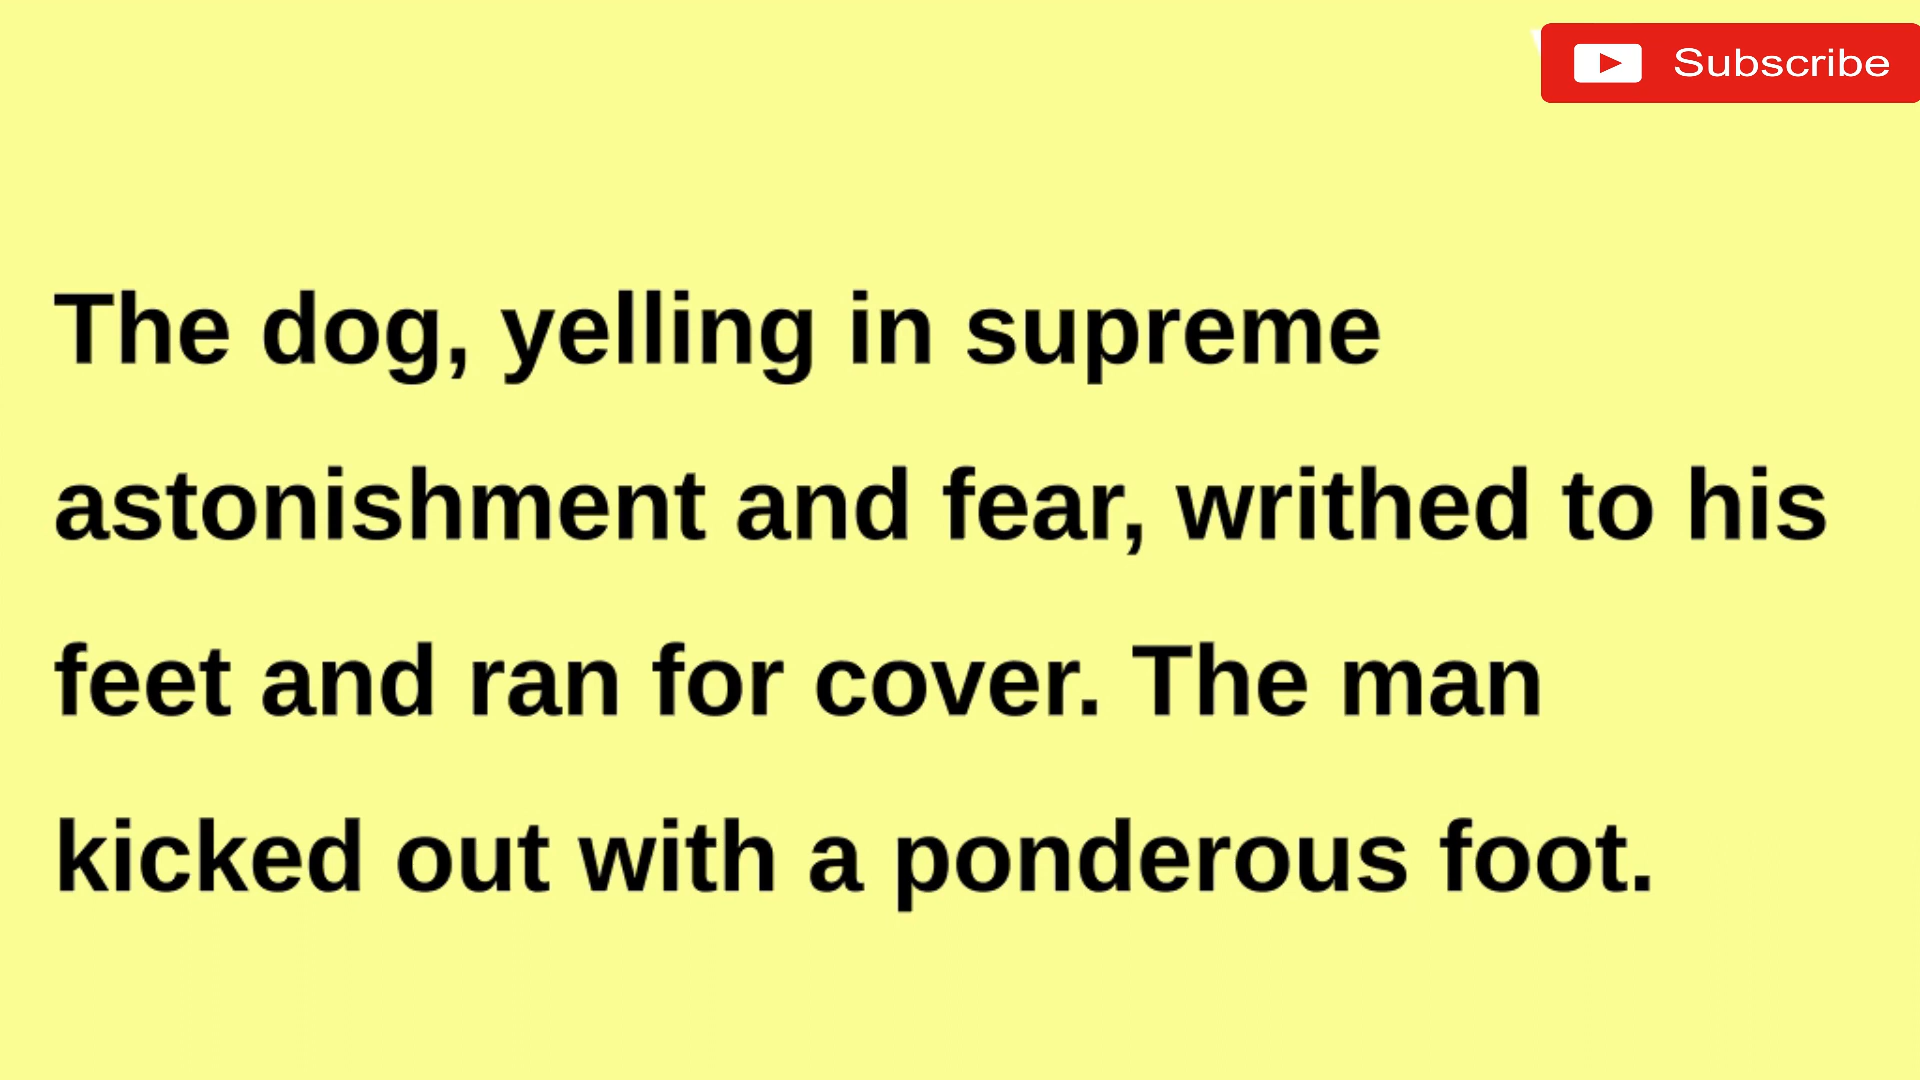 Subscribe
The dog, yelling in supreme
astonishment and fear, writhed to his
feet and ran for cover. The man
kicked out with a ponderous foot.